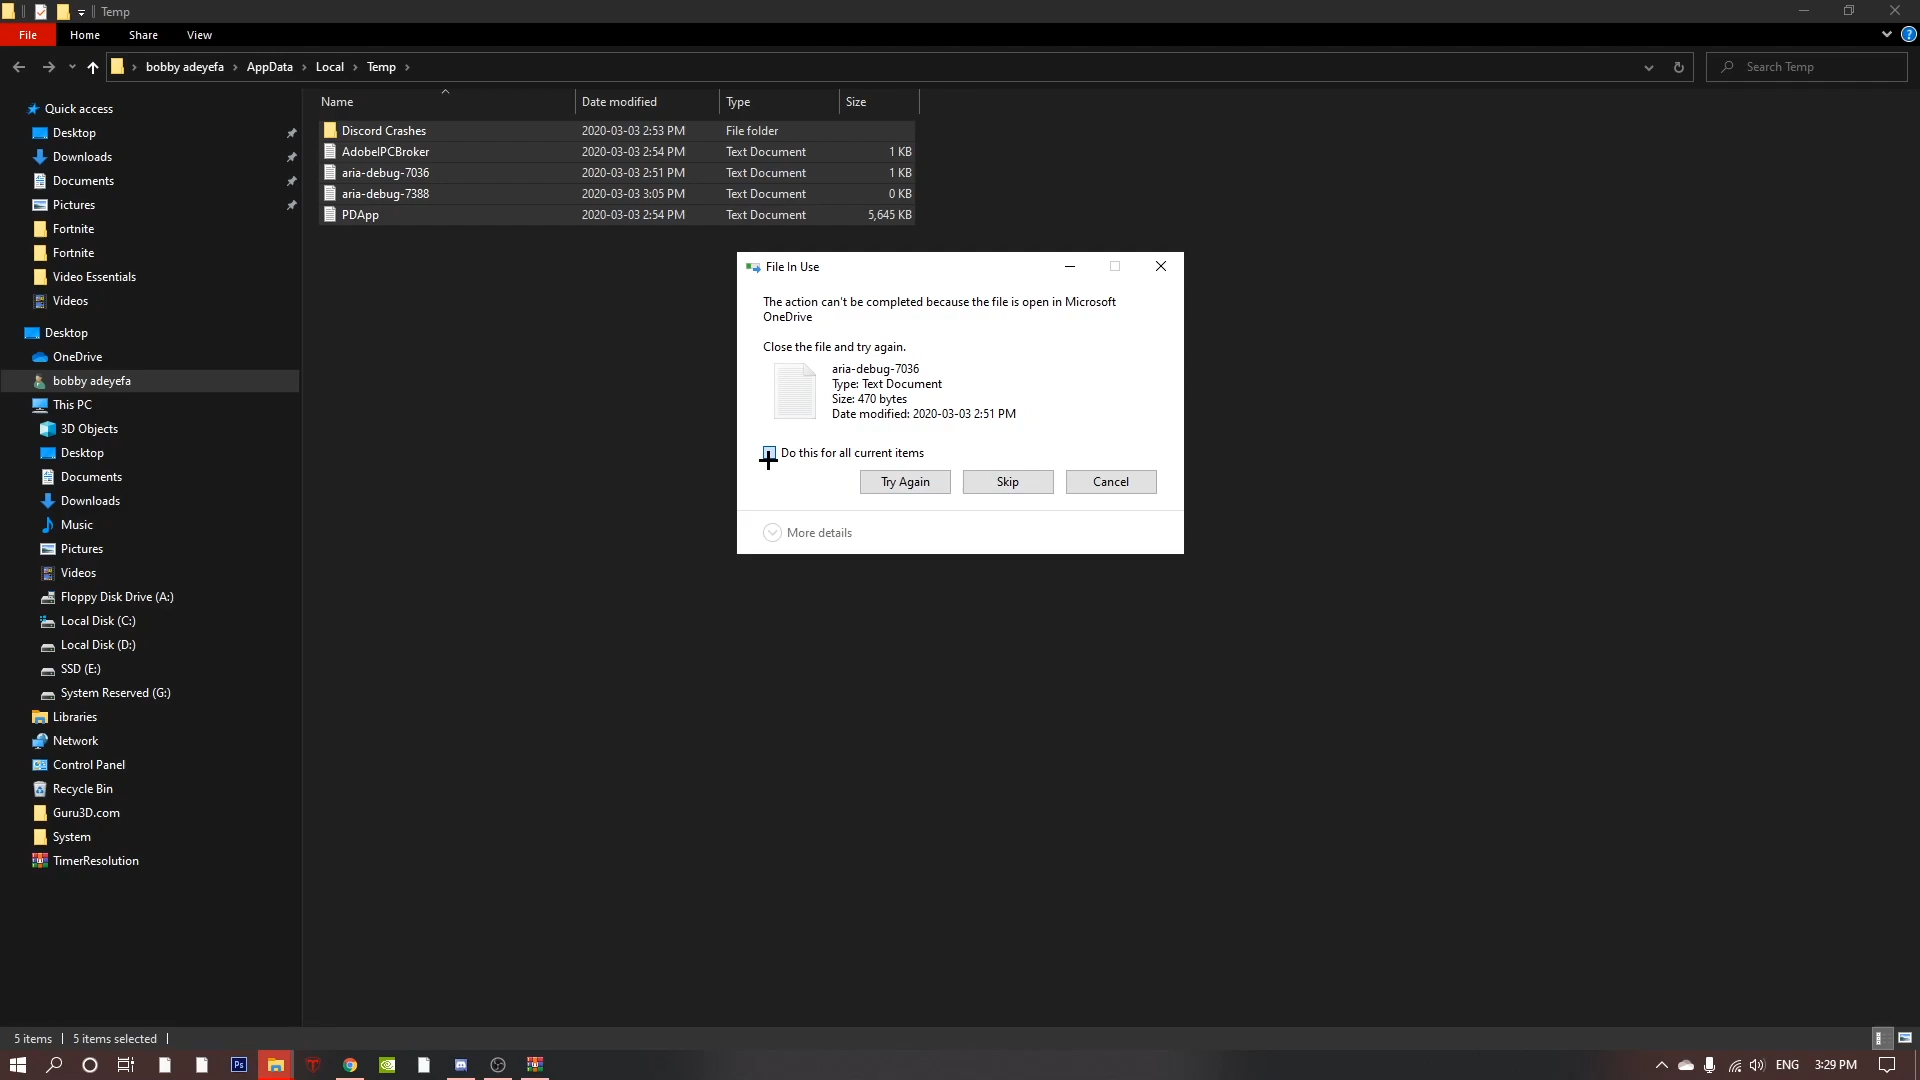 Temp
File
Home
Share
View
bobby adeyefa
AppData
Local
Temp
Search Temp
Name
Date modified
Type
Size
Discord Crashes 2020-03-03 2:53 PM File folder
AdobeIPCBroker 2020-03-03 2:54 PM Text Document 1 KB
aria-debug-7036 2020-03-03 2:51 PM Text Document 1 KB
aria-debug-7388 2020-03-03 3:05 PM Text Document 0 KB
PDApp 2020-03-03 2:54 PM Text Document 5,645 KB
Quick access
Desktop
Downloads
Documents
Pictures
Fortnite
Fortnite
Video Essentials
Videos
Desktop
OneDrive
bobby adeyefa
This PC
3D Objects
Desktop
Documents
Downloads
Music
Pictures
Videos
Floppy Disk Drive (A:)
Local Disk (C:)
Local Disk (D:)
SSD (E:)
System Reserved (G:)
Libraries
Network
Control Panel
Recycle Bin
Guru3D.com
System
TimerResolution
File In Use
The action can't be completed because the file is open in Microsoft
OneDrive
Close the file and try again.
aria-debug-7036
Type: Text Document
Size: 470 bytes
Date modified: 2020-03-03 2:51 PM
Do this for all current items
Try Again
Skip
Cancel
More details
5 items
5 items selected
Ps
ENG
3:29 PM